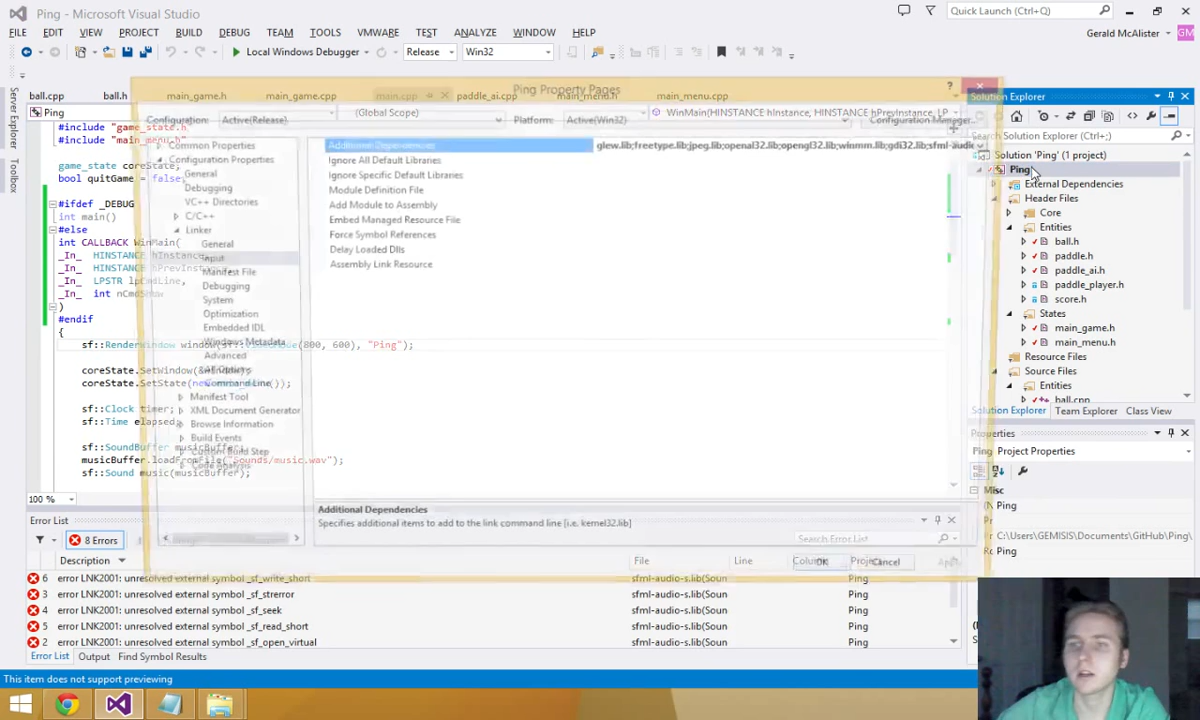 Ping - Microsoft Visual Studio
Quick Launch (Ctrl+Q)
FILE EDIT VIEW PROJECT BUILD DEBUG TEAM TOOLS VMWARE TEST ANALYZE WINDOW HELP
Gerald McAlister GM
Local Windows Debugger Release Win32
Server Explorer
Toolbox
ball.cpp ball.h main_game.h main_game.cpp main.cpp paddle_ai.cpp main_menu.h main_menu.cpp
Ping (Global Scope) WinMain(HINSTANCE hInstance, HINSTANCE hPrevInstance, LP
#include "game_state.h"
#include "main_menu.h"
game_state coreState;
bool quitGame = false;
#ifdef _DEBUG
int main()
#else
int CALLBACK WinMain(
_In_ HINSTANCE hInstance,
_In_ HINSTANCE hPrevInstance,
_In_ LPSTR lpCmdLine,
_In_ int nCmdShow
)
#endif
{
800, 600), "Ping");
coreState.SetWindow(&window);
coreState.SetState(new
sf::Clock timer;
sf::Time elapsed;
sf::SoundBuffer musicBuffer;
musicBuffer.loadFromFile("Sounds/music.wav");
sf::Sound music(musicBuffer);
100 %
Ping Property Pages
Configuration: Active(Release) Platform: Active(Win32) Configuration Manager...
Common Properties
Configuration Properties
General
Debugging
VC++ Directories
C/C++
Linker
General
Input
Manifest File
Debugging
System
Optimization
Embedded IDL
Windows Metadata
Advanced
All Options
Command Line
Manifest Tool
XML Document Generator
Browse Information
Build Events
Custom Build Step
Code Analysis
Additional Dependencies glew.lib;freetype.lib;jpeg.lib;openal32.lib;opengl32.lib;winmm.lib;gdi32.lib;sfml-audio
Ignore All Default Libraries
Ignore Specific Default Libraries
Module Definition File
Add Module to Assembly
Embed Managed Resource File
Force Symbol References
Delay Loaded Dlls
Assembly Link Resource
Additional Dependencies
Specifies additional items to add to the link command line [i.e. kernel32.lib]
OK Cancel
Error List
8 Errors
Search Error List
Description File Line Column Project
6 error LNK2001: unresolved external symbol _sf_write_short sfml-audio-s.lib(Soun Ping
3 error LNK2001: unresolved external symbol _sf_strerror sfml-audio-s.lib(Soun Ping
4 error LNK2001: unresolved external symbol _sf_seek sfml-audio-s.lib(Soun Ping
5 error LNK2001: unresolved external symbol _sf_read_short sfml-audio-s.lib(Soun Ping
2 error LNK2001: unresolved external symbol _sf_open_virtual sfml-audio-s.lib(Soun Ping
Error List Output Find Symbol Results
This item does not support previewing
Solution Explorer
Search Solution Explorer (Ctrl+;)
Solution 'Ping' (1 project)
Ping
External Dependencies
Header Files
Core
Entities
ball.h
paddle.h
paddle_ai.h
paddle_player.h
score.h
States
main_game.h
main_menu.h
Resource Files
Source Files
Entities
ball.cpp
Solution Explorer Team Explorer Class View
Properties
Ping Project Properties
Misc
Ping
C:\GEMISIS\Documents\GitHub\Ping\
Ping